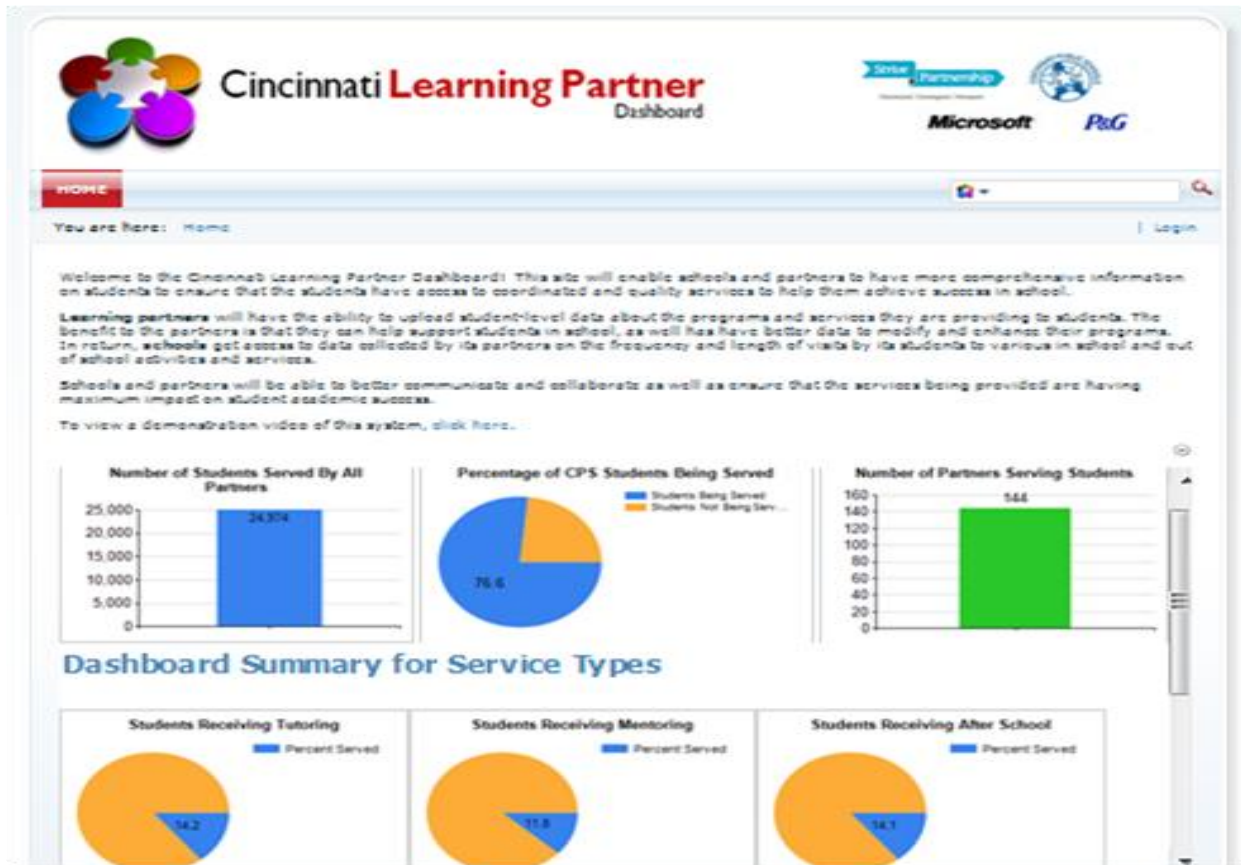 Cincinnati Learning Partner
Dashboard
Strive Partnership
Microsoft P&G
HOME
You are here: Home | Login
Welcome to the Cincinnati Learning Partner Dashboard! This site will enable schools and partners to have more comprehensive information
on students to ensure that the students have access to coordinated and quality services to help them achieve success in school.
Learning partners will have the ability to upload student-level data about the programs and services they are providing to students. The
benefit to the partners is that they can help support students in school, as well has have better data to modify and enhance their programs.
In return, schools get access to data collected by its partners on the frequency and length of visits by its students to various in school and out
of school activities and services.
Schools and partners will be able to better communicate and collaborate as well as ensure that the services being provided are having
maximum impact on student academic success.
To view a demonstration video of this system, click here.
Number of Students Served By All
Partners
25,000
20,000
15,000
10,000
5,000
0
24,974
Percentage of CPS Students Being Served
Students Being Served
Students Not Being Serv...
76.6
Number of Partners Serving Students
160
140
120
100
80
60
40
20
0
144
Dashboard Summary for Service Types
Students Receiving Tutoring
Percent Served
14.2
Students Receiving Mentoring
Percent Served
11.8
Students Receiving After School
Percent Served
14.1